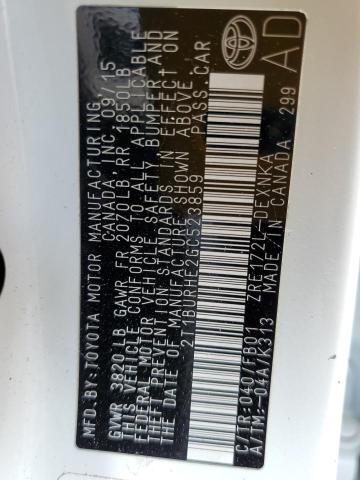 MFD.BY:TOYOTA MOTOR MANUFACTURING
CANADA, INC. 09/15
GVWR 3820 LB GAWR FR 2070LB,RR 1850LB
THIS VEHICLE CONFORMS TO ALL APPLICABLE
FEDERAL MOTOR VEHICLE SAFETY, BUMPER, AND
THEFT PREVENTION STANDARDS IN EFFECT ON
THE DATE OF MANUFACTURE SHOWN ABOVE.
2T1BURHE2GC523859 PASS.CAR
C/TR:040/FB01 ZRE172L-DEXNKA
A/TM:-04A/K313 MADE IN CANADA 299
AD
TOYOTA